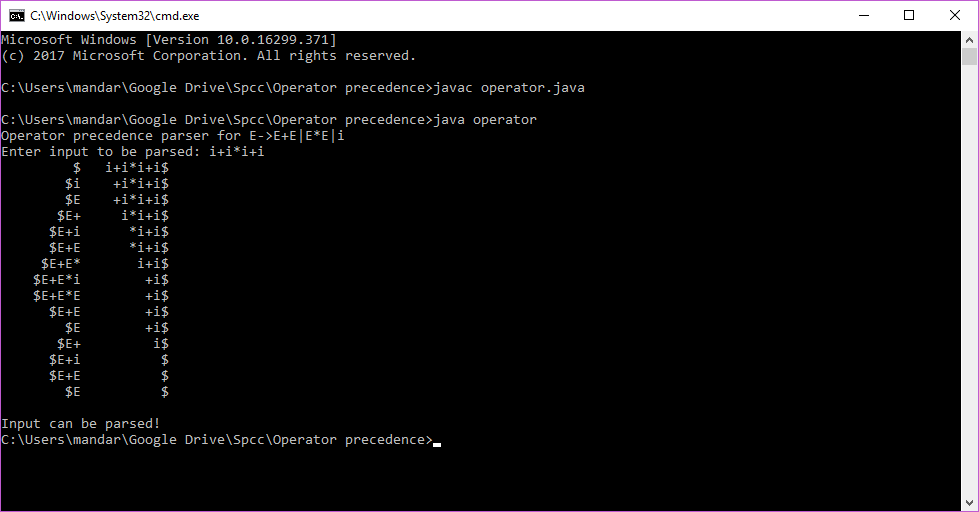 C:\Windows\System32\cmd.exe
Microsoft Windows [Version 10.0.16299.371]
(c) 2017 Microsoft Corporation. All rights reserved.
C:\Users\mandar\Google Drive\Spcc\Operator precedence>javac operator.java
C:\Users\mandar\Google Drive\Spcc\Operator precedence>java operator
Operator precedence parser for E->E+E|E*E|i
Enter input to be parsed: i+i*i+i
         $   i+i*i+i$
        $i    +i*i+i$
        $E    +i*i+i$
       $E+     i*i+i$
      $E+i      *i+i$
      $E+E      *i+i$
     $E+E*       i+i$
    $E+E*i        +i$
    $E+E*E        +i$
      $E+E        +i$
        $E        +i$
       $E+         i$
      $E+i          $
      $E+E          $
        $E          $
Input can be parsed!
C:\Users\mandar\Google Drive\Spcc\Operator precedence>